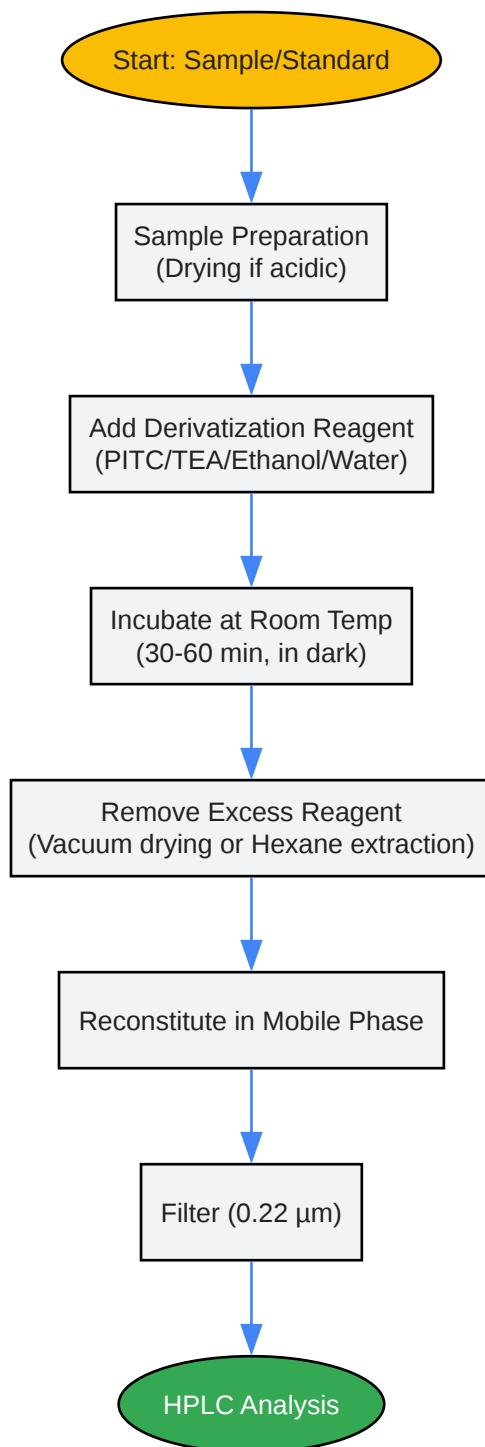 Start: Sample/Standard
Sample Preparation
(Drying if acidic)
Add Derivatization Reagent
(PITC/TEA/Ethanol/Water)
Incubate at Room Temp
(30-60 min, in dark)
Remove Excess Reagent
(Vacuum drying or Hexane extraction)
Reconstitute in Mobile Phase
Filter (0.22 µm)
HPLC Analysis